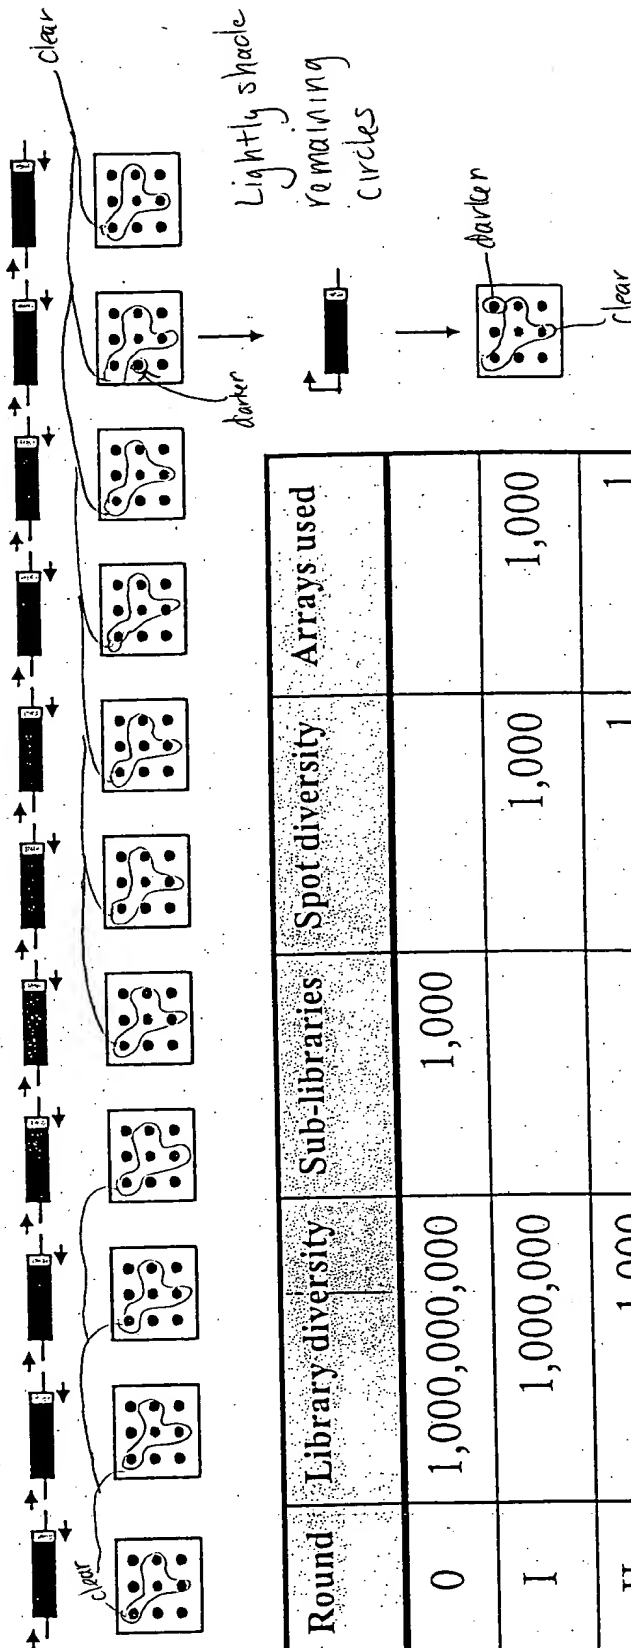 clear
Lightly shade
remaining
circles
darker
darker
clear
clear
Round Library diversity Sub-libraries Spot diversity Arrays used
0 1,000,000,000 1,000
I 1,000,000 1,000 1,000
II 1,000 1 1